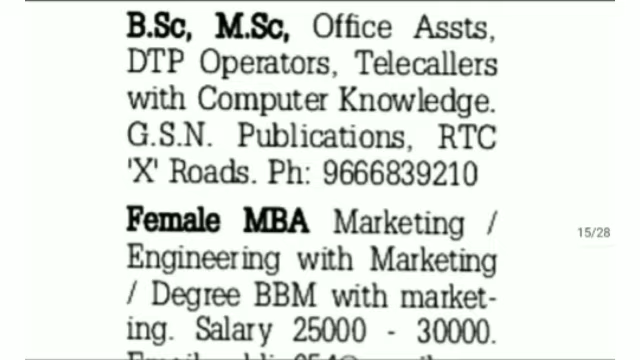 B.Sc, M.Sc, Office Assts,
DTP Operators, Telecallers
with Computer Knowledge.
G.S.N. Publications, RTC
'X' Roads. Ph: 9666839210
Female MBA Marketing /
Engineering with Marketing
/ Degree BBM with market-
ing. Salary 25000 - 30000.
15/28